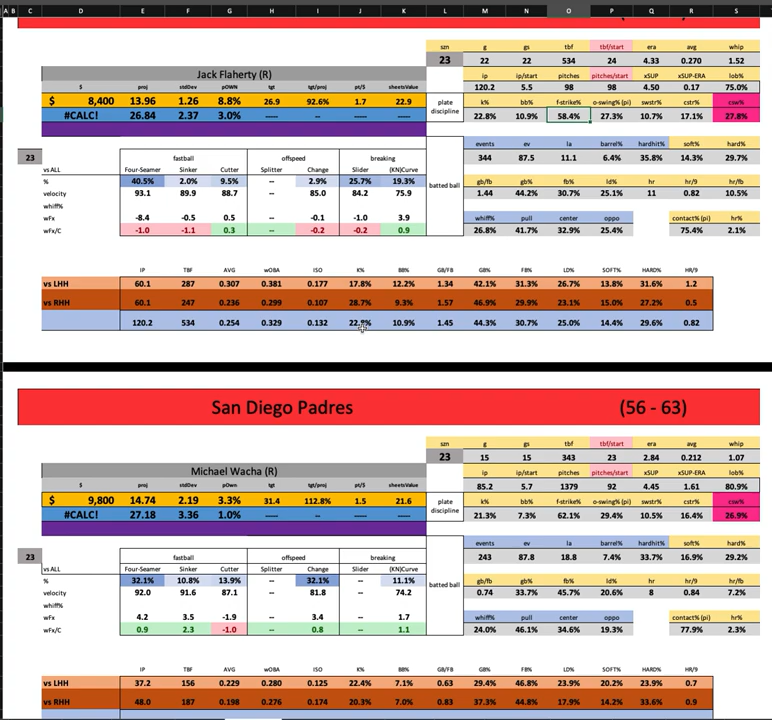 A B C D E F G H I J K L M N O P Q R S
szn g gs tbf tbf/start era avg whip
23 22 22 534 24 4.33 0.270 1.52
Jack Flaherty (R)
ip ip/start pitches pitches/start xSUP xSUP-ERA lob%
120.2 5.5 98 98 4.50 0.17 75.0%
$ proj stdDev pOWN tgt tgt/proj pt/$ sheetsValue
$ 8,400 13.96 1.26 8.8% 26.9 92.6% 1.7 22.9
plate discipline
k% bb% f-strike% o-swing% (pi) swstr% xk% csw%
#CALC! 26.84 2.37 3.0% ----- -- ----- ----
22.8% 10.9% 58.4% 27.3% 10.7% 17.1% 27.8%
events ev la barrel% hardhit% soft% hard%
23 fastball offspeed breaking
344 87.5 11.1 6.4% 35.8% 14.3% 29.7%
vs ALL Four-Seamer Sinker Cutter Splitter Change Slider (KN)Curve
% 40.5% 2.0% 9.5% -- 2.9% 25.7% 19.3%
batted ball
gb/fb gb% fb% ld% hr hr/9 hr/fb
velocity 93.1 89.9 88.7 -- 85.0 84.2 75.9
1.44 44.2% 30.7% 25.1% 11 0.82 10.5%
whiff%
wFx -8.4 -0.5 0.5 -- -0.1 -1.0 3.9
whiff% pull center oppo contact% (pi) hr%
wFx/C -1.0 -1.1 0.3 -- -0.2 -0.2 0.9
26.8% 41.7% 32.9% 25.4% 75.4% 2.1%
IP TBF AVG wOBA ISO K% BB% GB/FB GB% FB% LD% SOFT% HARD% HR/9
vs LHH 60.1 287 0.307 0.381 0.177 17.8% 12.2% 1.34 42.1% 31.3% 26.7% 13.8% 31.6% 1.2
vs RHH 60.1 247 0.236 0.299 0.107 28.7% 9.3% 1.57 46.9% 29.9% 23.1% 15.0% 27.2% 0.5
120.2 534 0.254 0.329 0.132 22.8% 10.9% 1.45 44.3% 30.7% 25.0% 14.4% 29.6% 0.82
San Diego Padres (56 - 63)
szn g gs tbf tbf/start era avg whip
23 15 15 343 23 2.84 0.212 1.07
Michael Wacha (R)
ip ip/start pitches pitches/start xSUP xSUP-ERA lob%
85.2 5.7 1387 92 4.45 1.61 80.9%
$ proj stdDev pOwn tgt tgt/proj pt/$ sheetsValue
$ 9,800 14.74 2.19 3.3% 31.4 112.8% 1.5 21.6
plate discipline
k% bb% f-strike% o-swing% (pi) swstr% xk% csw%
#CALC! 27.18 3.36 1.0% ----- -- ----- ----
21.3% 7.3% 62.1% 29.4% 10.5% 16.4% 26.9%
events ev la barrel% hardhit% soft% hard%
23 fastball offspeed breaking
243 87.8 18.8 7.4% 33.7% 16.9% 29.2%
vs ALL Four-Seamer Sinker Cutter Splitter Change Slider (KN)Curve
% 32.1% 10.8% 13.9% -- 32.1% -- 11.1%
batted ball
gb/fb gb% fb% ld% hr hr/9 hr/fb
velocity 92.0 91.6 87.1 -- 81.8 -- 74.2
0.74 33.7% 45.7% 20.6% 8 0.84 7.2%
whiff%
wFx 4.2 3.5 -1.9 -- 3.4 -- 1.7
whiff% pull center oppo contact% (pi) hr%
wFx/C 0.9 2.3 -1.0 -- 0.8 -- 1.1
24.0% 46.1% 34.6% 19.3% 77.9% 2.3%
IP TBF AVG wOBA ISO K% BB% GB/FB GB% FB% LD% SOFT% HARD% HR/9
vs LHH 37.2 156 0.229 0.280 0.125 22.4% 7.1% 0.63 29.4% 46.8% 23.9% 20.2% 23.9% 0.7
vs RHH 48.0 187 0.198 0.276 0.174 20.3% 7.0% 0.83 37.3% 44.8% 17.9% 14.2% 33.6% 0.9